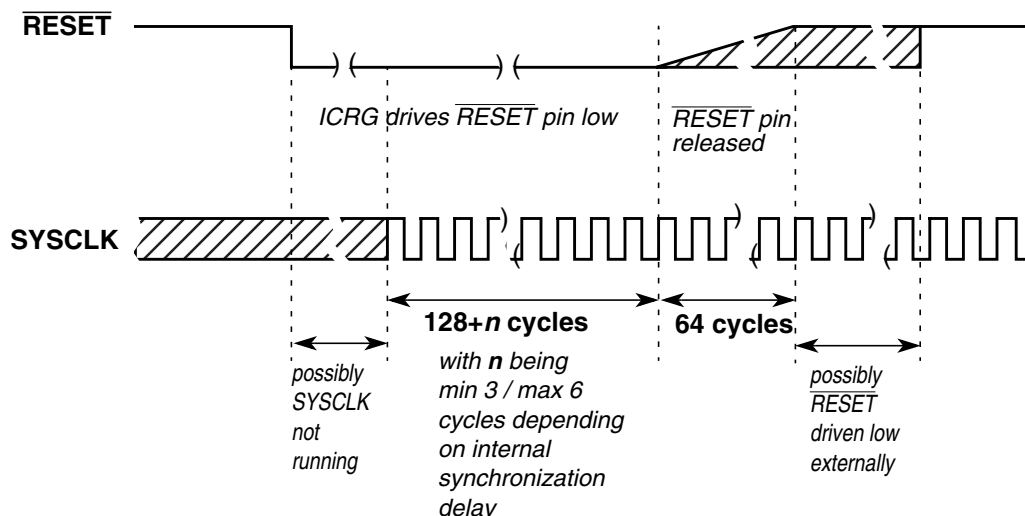 RESET
ICRG drives RESET pin low
RESET pin
released
SYSCLK
128+n cycles
64 cycles
possibly
SYSCLK
not
running
with n being
min 3 / max 6
cycles depending
on internal
synchronization
delay
possibly
RESET
driven low
externally